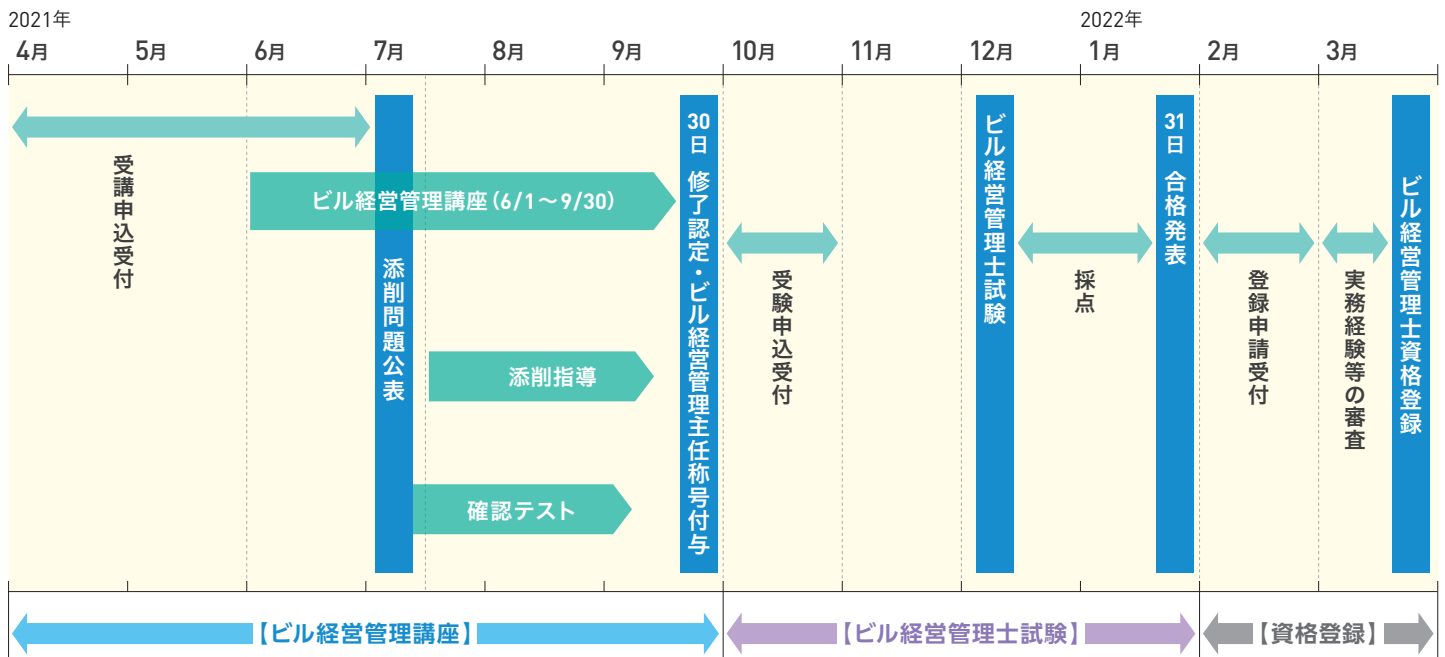 2021年
2022年
4月
5月
6月
7月
8月
9月
10月
11月
12月
1月
2月
3月
受講申込受付
ビル経営管理講座（6/1～9/30）
添削問題公表
添削指導
確認テスト
30日 修了認定・ビル経営管理主任称号付与
受験申込受付
ビル経営管理士試験
採点
31日 合格発表
登録申請受付
実務経験等の審査
ビル経営管理士資格登録
【ビル経営管理講座】
【ビル経営管理士試験】
【資格登録】